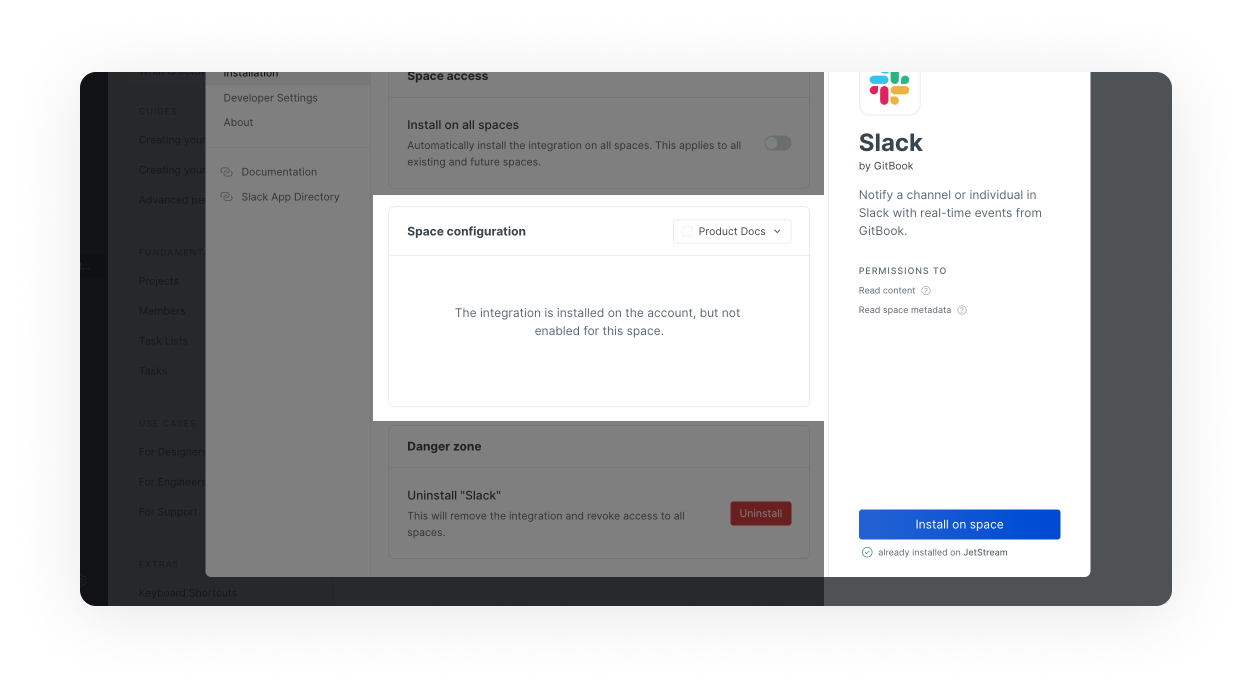 GUIDES
Creating your
Creating your
Advanced pe
FUNDAMENTA
Projects
Members
Task Lists
Tasks
USE CASES
For Designers
For Engineers
For Support
EXTRAS
Keyboard Shortcuts
Installation
Developer Settings
About
Documentation
Slack App Directory
Space access
Install on all spaces
Automatically install the integration on all spaces. This applies to all
existing and future spaces.
Space configuration
Product Docs
The integration is installed on the account, but not
enabled for this space.
Danger zone
Uninstall "Slack"
This will remove the integration and revoke access to all
spaces.
Uninstall
Slack
by GitBook
Notify a channel or individual in
Slack with real-time events from
GitBook.
PERMISSIONS TO
Read content
Read space metadata
Install on space
already installed on JetStream